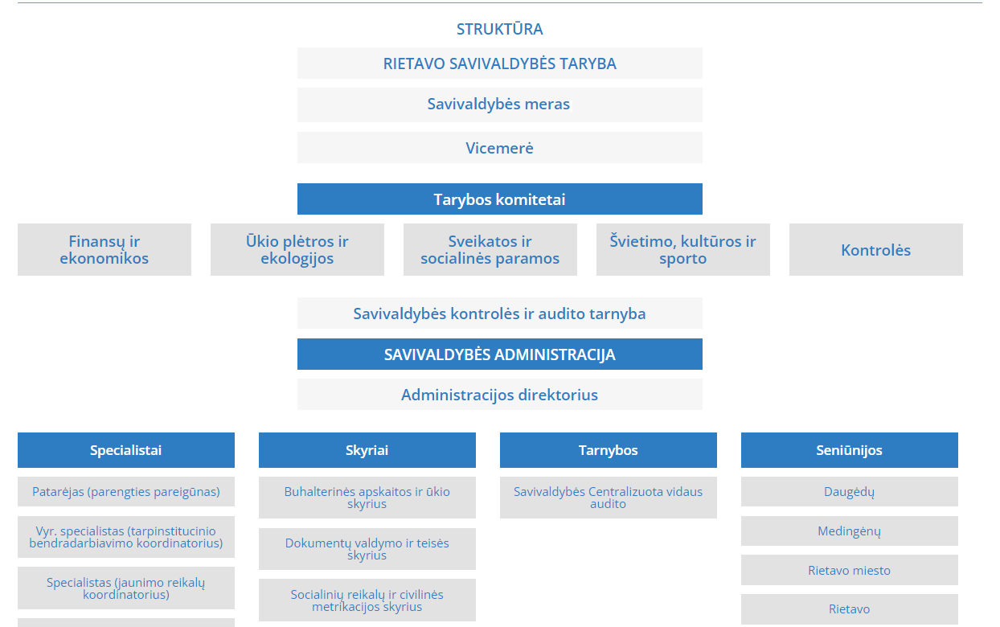 STRUKTŪRA
RIETAVO SAVIVALDYBĖS TARYBA
Savivaldybės meras
Vicemerė
Tarybos komitetai
Finansų ir
ekonomikos
Ūkio plėtros ir
ekologijos
Sveikatos ir
socialinės paramos
Švietimo, kultūros ir
sporto
Kontrolės
Savivaldybės kontrolės ir audito tarnyba
SAVIVALDYBĖS ADMINISTRACIJA
Administracijos direktorius
Specialistai
Patarėjas (parengties pareigūnas)
Vyr. specialistas (tarpinstitucinio
bendradarbiavimo koordinatorius)
Specialistas (jaunimo reikalų
koordinatorius)
Skyriai
Buhalterinės apskaitos ir ūkio
skyrius
Dokumentų valdymo ir teisės
skyrius
Socialinių reikalų ir civilinės
metrikacijos skyrius
Tarnybos
Savivaldybės Centralizuota vidaus
audito
Seniūnijos
Daugėdų
Medingėnų
Rietavo miesto
Rietavo